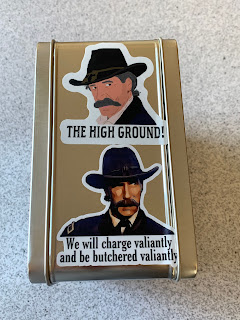 THE HIGH GROUND!
We will charge valiantly
and be butchered valiantly